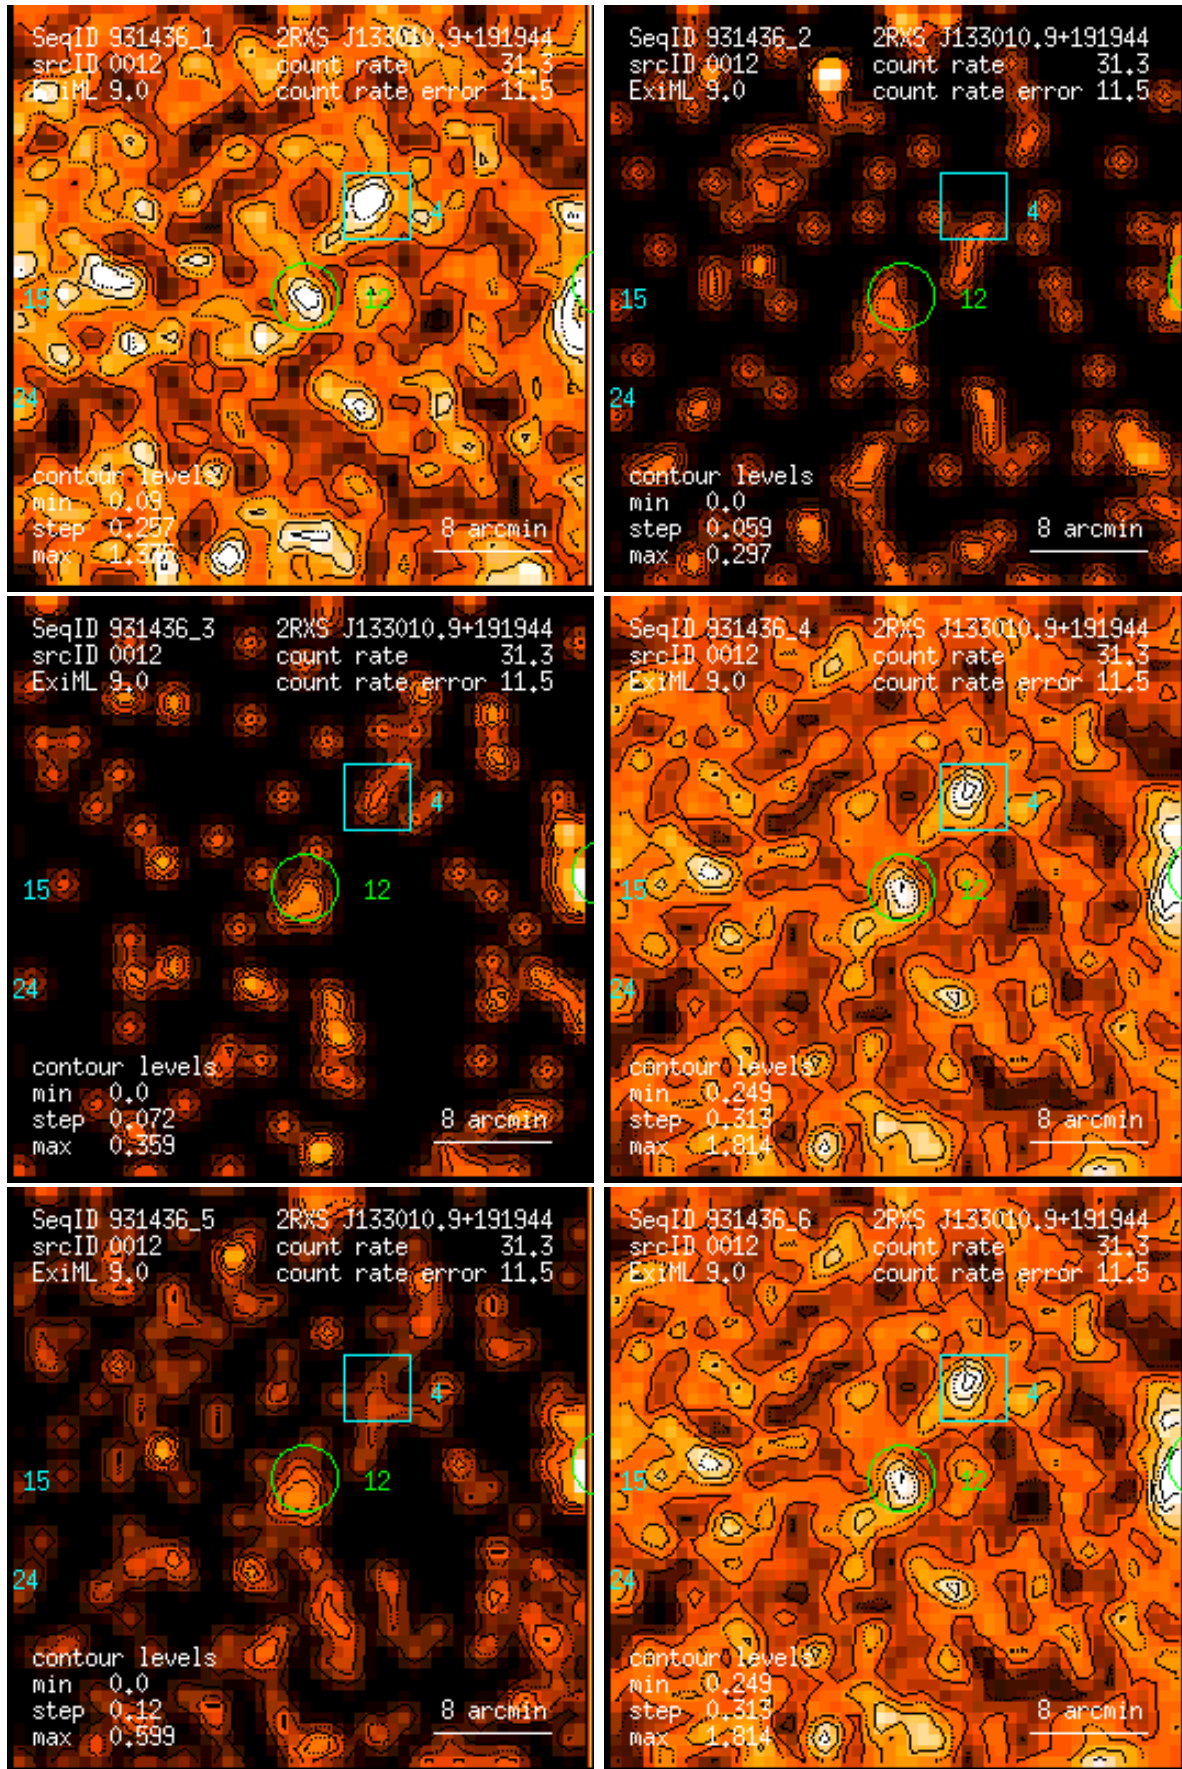 SeqID 931436_1 2RXS J133010.9+191944
srcID 0012 count rate 31.3
ExiML 9.0 count rate error 11.5
4
15 12
24
contour levels
min 0.09
step 0.257
max
8 arcmin
SeqID 931436_2 2RXS J133010.9+191944
srcID 0012 count rate 31.3
ExiML 9.0 count rate error 11.5
4
15 12
24
contour levels
min 0.0
step 0.059
max 0.297
8 arcmin
SeqID 931436_3 2RXS J133010.9+191944
srcID 0012 count rate 31.3
ExiML 9.0 count rate error 11.5
4
15 12
24
contour levels
min 0.0
step 0.072
max 0.359
8 arcmin
SeqID 931436_4 2RXS J133010.9+191944
srcID 0012 count rate 31.3
ExiML 9.0 count rate error 11.5
4
15 12
24
contour levels
min 0.249
step 0.313
max 1.814
8 arcmin
SeqID 931436_5 2RXS J133010.9+191944
srcID 0012 count rate 31.3
ExiML 9.0 count rate error 11.5
4
15 12
24
contour levels
min 0.0
step 0.12
max 0.599
8 arcmin
SeqID 931436_6 2RXS J133010.9+191944
srcID 0012 count rate 31.3
ExiML 9.0 count rate error 11.5
4
15 12
24
contour levels
min 0.249
step 0.313
max 1.814
8 arcmin